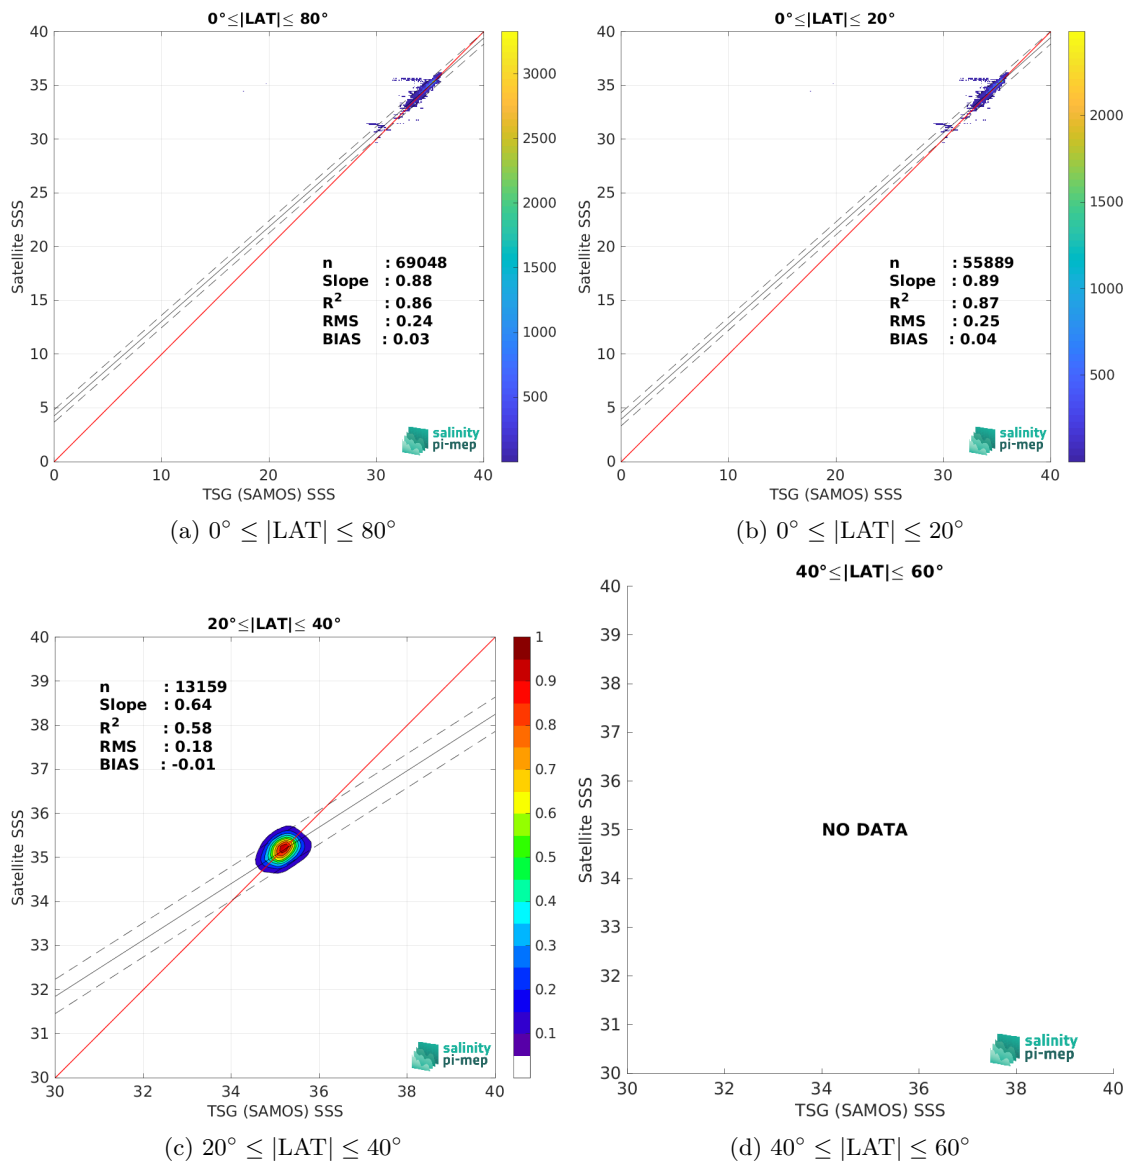 0°≤|LAT|≤ 80°
40
35
30
25
20
15
10
5
0
Satellite SSS
n : 69048
Slope : 0.88
R² : 0.86
RMS : 0.24
BIAS : 0.03
salinity
pi-mep
0 10 20 30 40
TSG (SAMOS) SSS
3000
2500
2000
1500
1000
500
(a) 0° ≤ |LAT| ≤ 80°
0°≤|LAT|≤ 20°
40
35
30
25
20
15
10
5
0
Satellite SSS
n : 55889
Slope : 0.89
R² : 0.87
RMS : 0.25
BIAS : 0.04
salinity
pi-mep
0 10 20 30 40
TSG (SAMOS) SSS
2000
1500
1000
500
(b) 0° ≤ |LAT| ≤ 20°
20°≤|LAT|≤ 40°
40
39
38
37
36
35
34
33
32
31
30
Satellite SSS
n : 13159
Slope : 0.64
R² : 0.58
RMS : 0.18
BIAS : -0.01
salinity
pi-mep
30 32 34 36 38 40
TSG (SAMOS) SSS
1
0.9
0.8
0.7
0.6
0.5
0.4
0.3
0.2
0.1
(c) 20° ≤ |LAT| ≤ 40°
40°≤|LAT|≤ 60°
40
39
38
37
36
35
34
33
32
31
30
Satellite SSS
NO DATA
salinity
pi-mep
30 32 34 36 38 40
TSG (SAMOS) SSS
(d) 40° ≤ |LAT| ≤ 60°